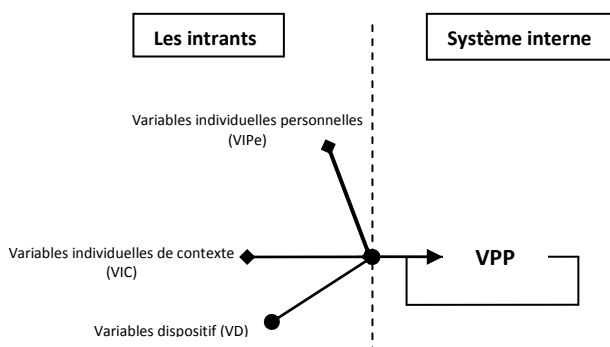 Les intrants
Système interne
Variables individuelles personnelles
(VIPe)
Variables individuelles de contexte
(VIC)
VPP
Variables dispositif (VD)